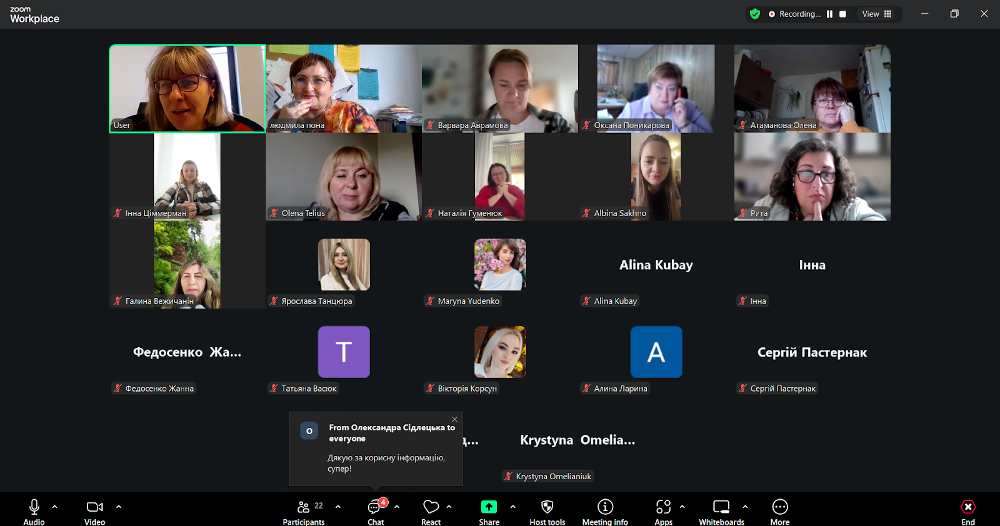 zoom
Workplace
Recording...
View
User
людмила пона
Варвара Аврамова
Оксана Поникарова
Атаманова Олена
Інна Ціммерман
Olena Telius
Наталія Гуменюк
Albina Sakhno
Рита
Галина Вежичанін
Ярослава Танцюра
Maryna Yudenko
Alina Kubay
Alina Kubay
Інна
Інна
Федосенко Жа...
Федосенко Жанна
T
Татьяна Васюк
Вікторія Корсун
А
Алина Ларина
Сергій Пастернак
Сергій Пастернак
О
From Олександра Сідлецька to
everyone
Дякую за корисну інформацію,
супер!
Krystyna Omelia...
Krystyna Omelianiuk
Audio
Video
22
Participants
4
Chat
React
Share
Host tools
Meeting info
Apps
Whiteboards
More
End